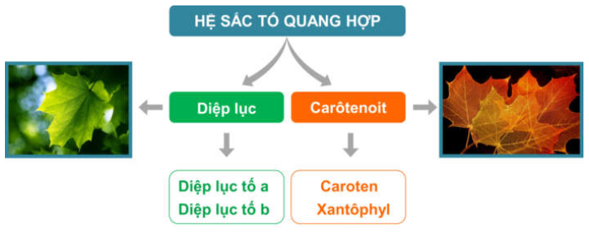 HỆ SẮC TỐ QUANG HỢP
Diệp lục
Carôtenoit
Diệp lục tố a
Diệp lục tố b
Caroten
Xantôphyl